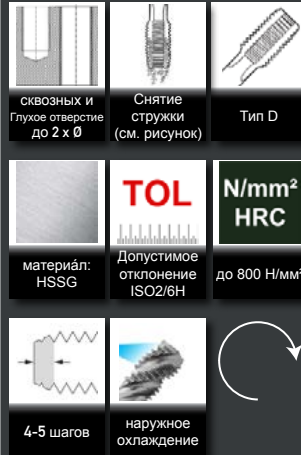 сквозных и
Глухое отверстие
до 2 x Ø
Снятие
стружки
(см. рисунок)
Тип D
материáл:
HSSG
TOL
Допустимое
отклонение
ISO2/6H
N/mm²
HRC
до 800 Н/мм²
4-5 шагов
наружное
охлаждение